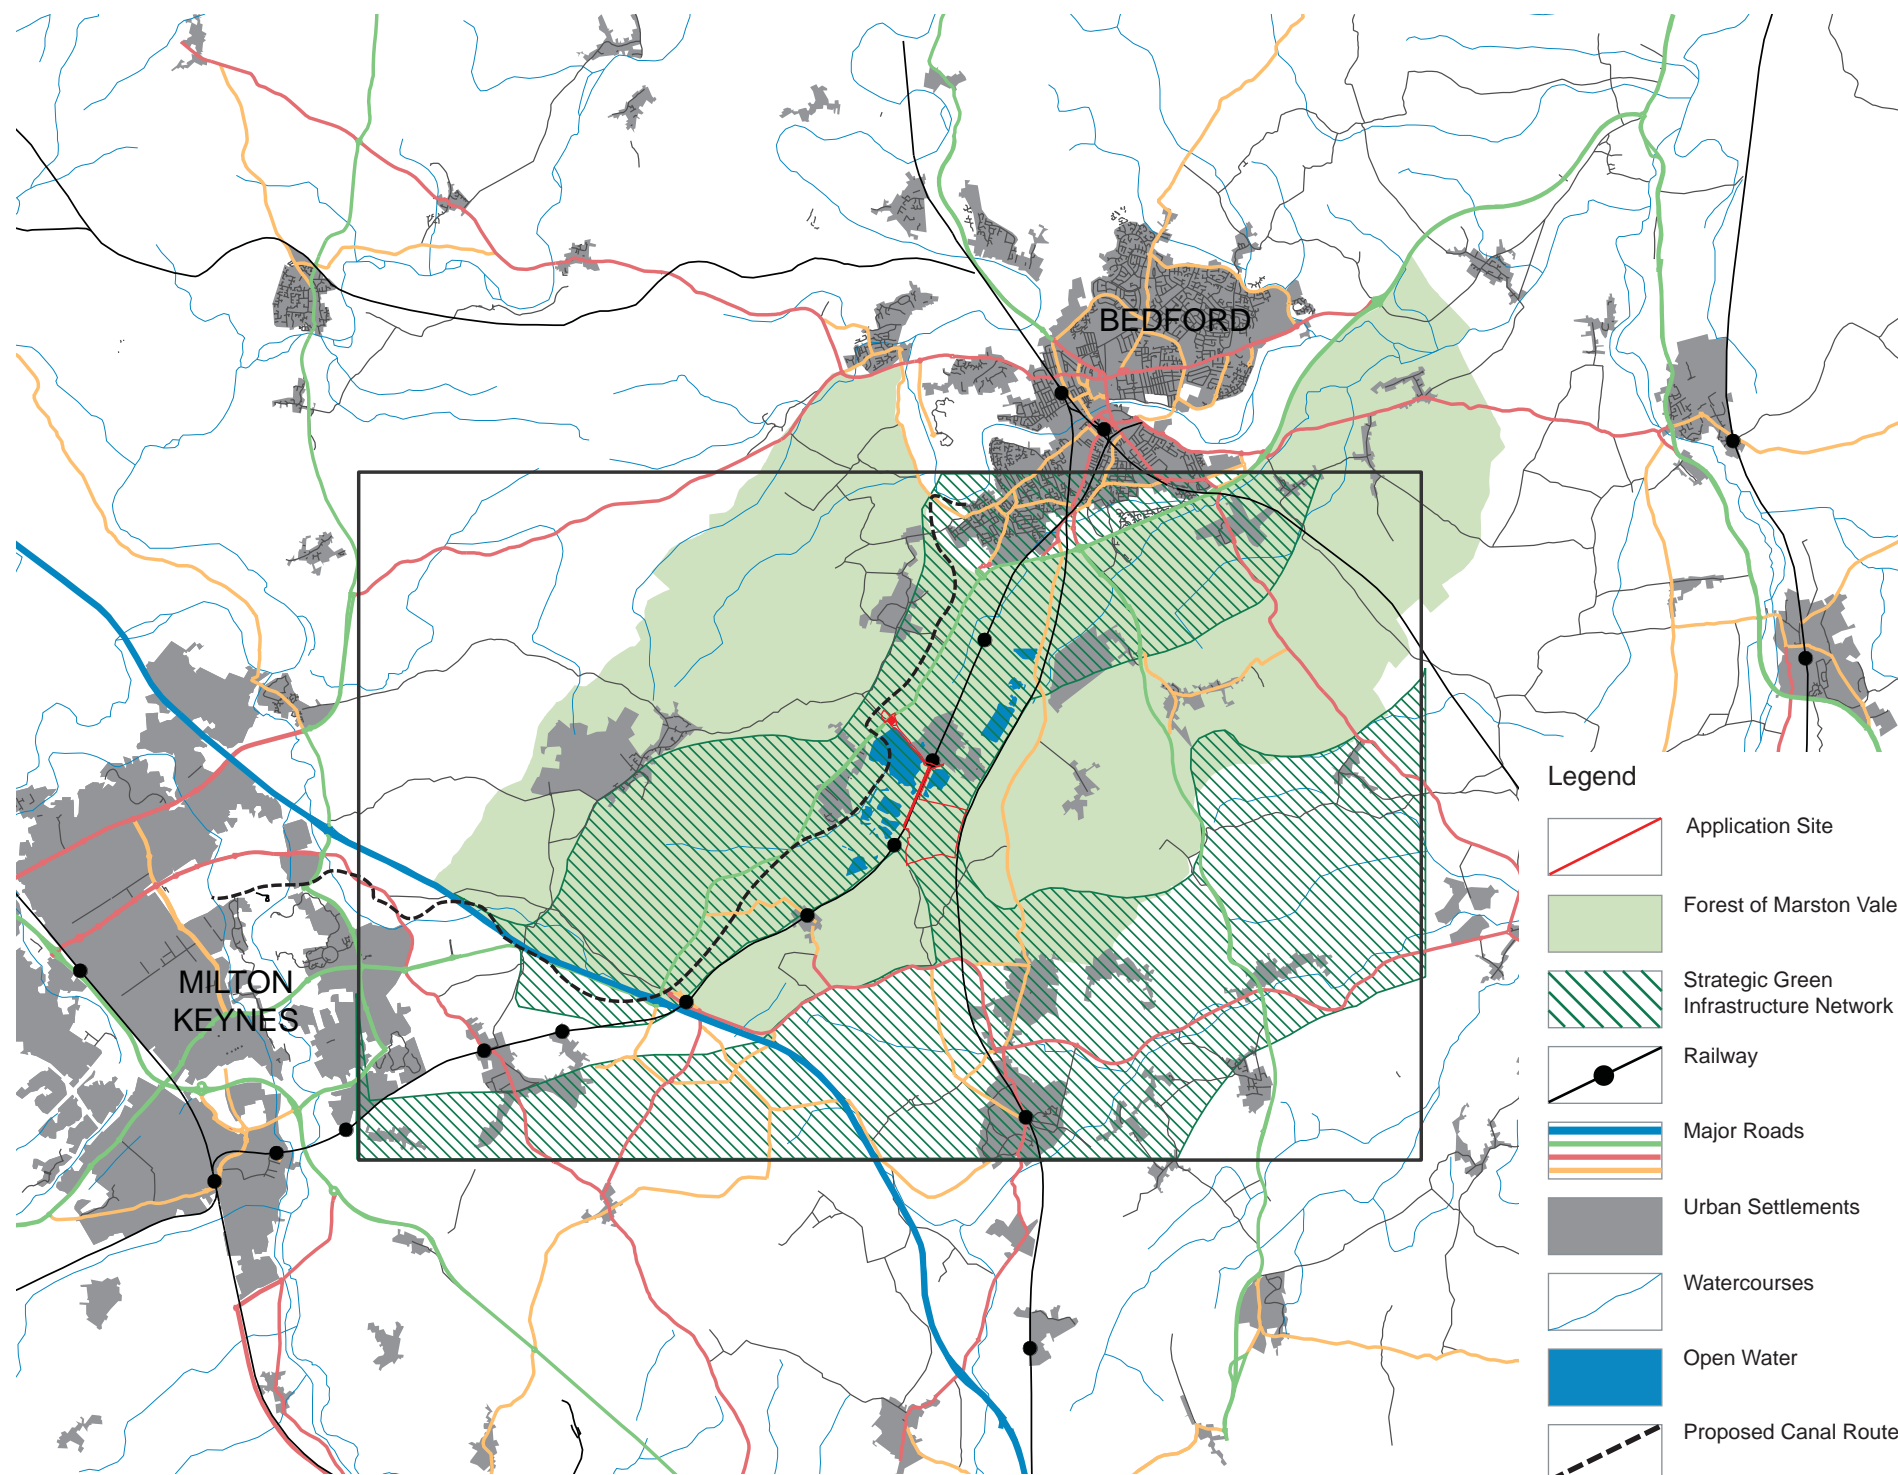 BEDFORD
MILTON
KEYNES
Legend
Application Site
Forest of Marston Vale
Strategic Green
Infrastructure Network
Railway
Major Roads
Urban Settlements
Watercourses
Open Water
Proposed Canal Route